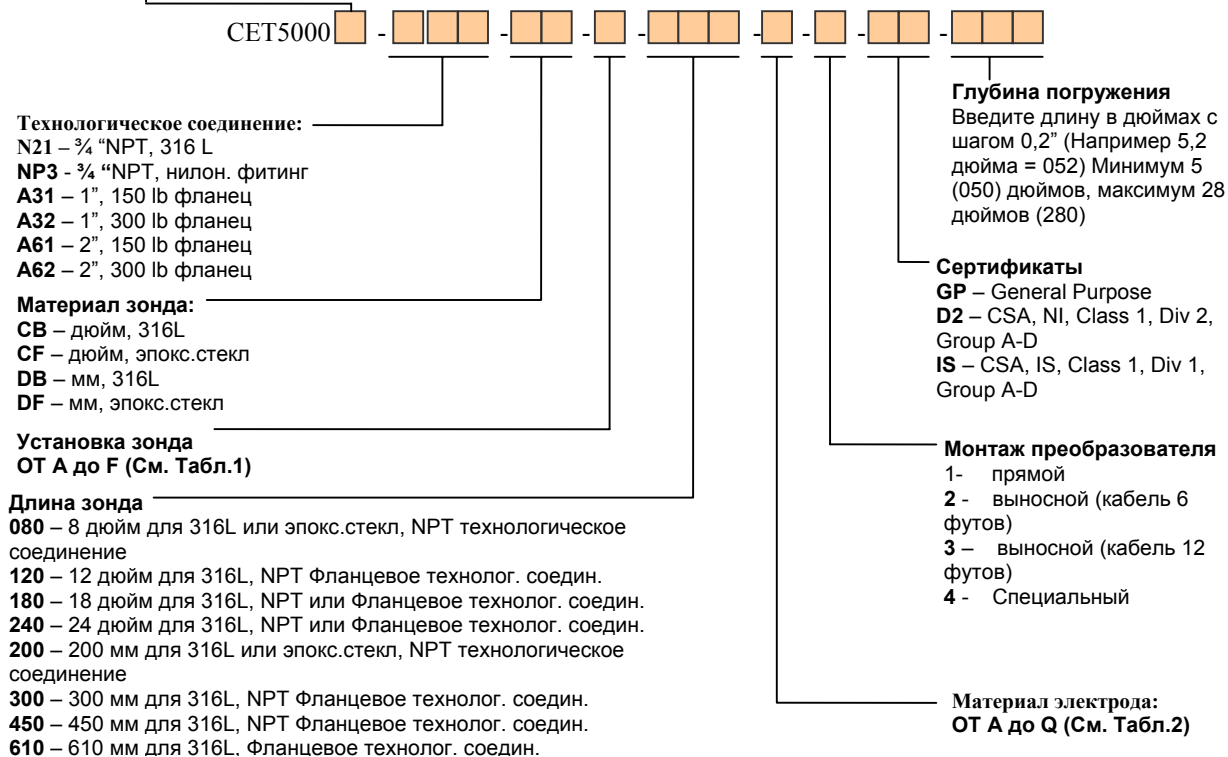 CET5000 - - - - - - - -
Технологическое соединение:
N21 – ¾ “NPT, 316 L
NP3 - ¾ “NPT, нилон. фитинг
A31 – 1”, 150 lb фланец
A32 – 1”, 300 lb фланец
A61 – 2”, 150 lb фланец
A62 – 2”, 300 lb фланец
Материал зонда:
CB – дюйм, 316L
CF – дюйм, эпокс.стекл
DB – мм, 316L
DF – мм, эпокс.стекл
Установка зонда
ОТ А до F (См. Табл.1)
Длина зонда
080 – 8 дюйм для 316L или эпокс.стекл, NPT технологическое
соединение
120 – 12 дюйм для 316L, NPT Фланцевое технолог. соедин.
180 – 18 дюйм для 316L, NPT или Фланцевое технолог. соедин.
240 – 24 дюйм для 316L, NPT или Фланцевое технолог. соедин.
200 – 200 мм для 316L или эпокс.стекл, NPT технологическое
соединение
300 – 300 мм для 316L, NPT Фланцевое технолог. соедин.
450 – 450 мм для 316L, NPT Фланцевое технолог. соедин.
610 – 610 мм для 316L, Фланцевое технолог. соедин.
Глубина погружения
Введите длину в дюймах с
шагом 0,2” (Например 5,2
дюйма = 052) Минимум 5
(050) дюймов, максимум 28
дюймов (280)
Сертификаты
GP – General Purpose
D2 – CSA, NI, Class 1, Div 2,
Group A-D
IS – CSA, IS, Class 1, Div 1,
Group A-D
Монтаж преобразователя
1- прямой
2 - выносной (кабель 6
футов)
3 – выносной (кабель 12
футов)
4 - Специальный
Материал электрода:
ОТ А до Q (См. Табл.2)